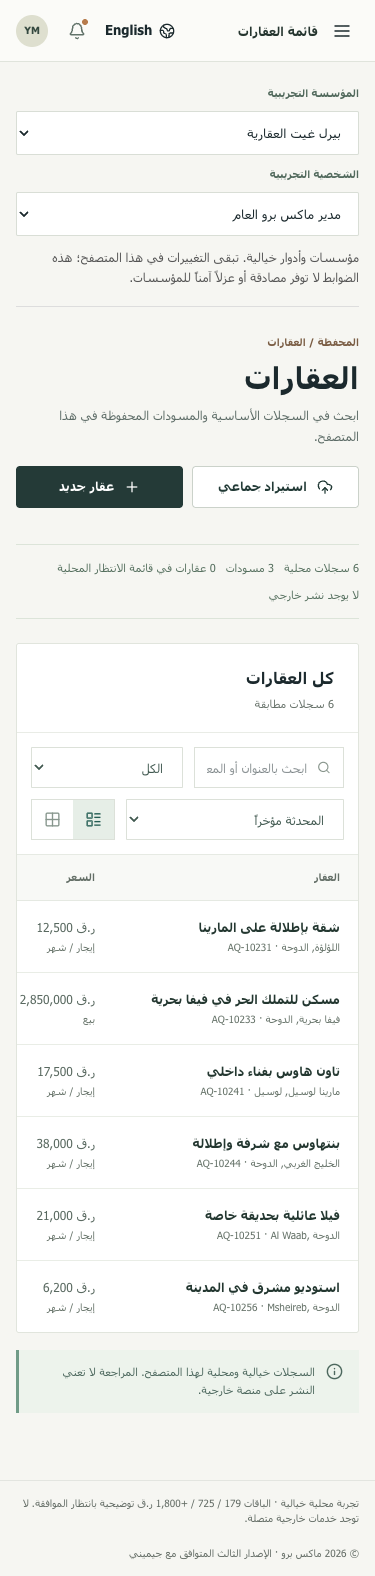 قائمة العقارات
English
YM
المؤسسة التجريبية
بيرل غيت العقارية
الشخصية التجريبية
مدير ماكس برو العام
مؤسسات وأدوار خيالية. تبقى التغييرات في هذا المتصفح؛ هذه
الضوابط لا توفر مصادقة أو عزلاً آمناً للمؤسسات.
المحفظة / العقارات
العقارات
ابحث في السجلات الأساسية والمسودات المحفوظة في هذا
المتصفح.
استيراد جماعي
عقار جديد
6 سجلات محلية 3 مسودات 0 عقارات في قائمة الانتظار المحلية
لا يوجد نشر خارجي
كل العقارات
6 سجلات مطابقة
ابحث بالعنوان أو المع
الكل
المحدثة مؤخراً
العقار السعر
شقة بإطلالة على المارينا ر.ق 12,500
اللؤلؤة, الدوحة · AQ-10231 إيجار / شهر
مسكن للتملك الحر في فيفا بحرية ر.ق 2,850,000
فيفا بحرية, الدوحة · AQ-10233 بيع
تاون هاوس بفناء داخلي ر.ق 17,500
مارينا لوسيل, لوسيل · AQ-10241 إيجار / شهر
بنتهاوس مع شرفة وإطلالة ر.ق 38,000
الخليج الغربي, الدوحة · AQ-10244 إيجار / شهر
فيلا عائلية بحديقة خاصة ر.ق 21,000
الدوحة ,Al Waab · AQ-10251 إيجار / شهر
استوديو مشرق في المدينة ر.ق 6,200
الدوحة ,Msheireb · AQ-10256 إيجار / شهر
السجلات خيالية ومحلية لهذا المتصفح. المراجعة لا تعني
النشر على منصة خارجية.
تجربة محلية خيالية · الباقات 179 / 725 / +1,800 ر.ق توضيحية بانتظار الموافقة. لا
توجد خدمات خارجية متصلة.
© 2026 ماكس برو · الإصدار الثالث المتوافق مع جيميني